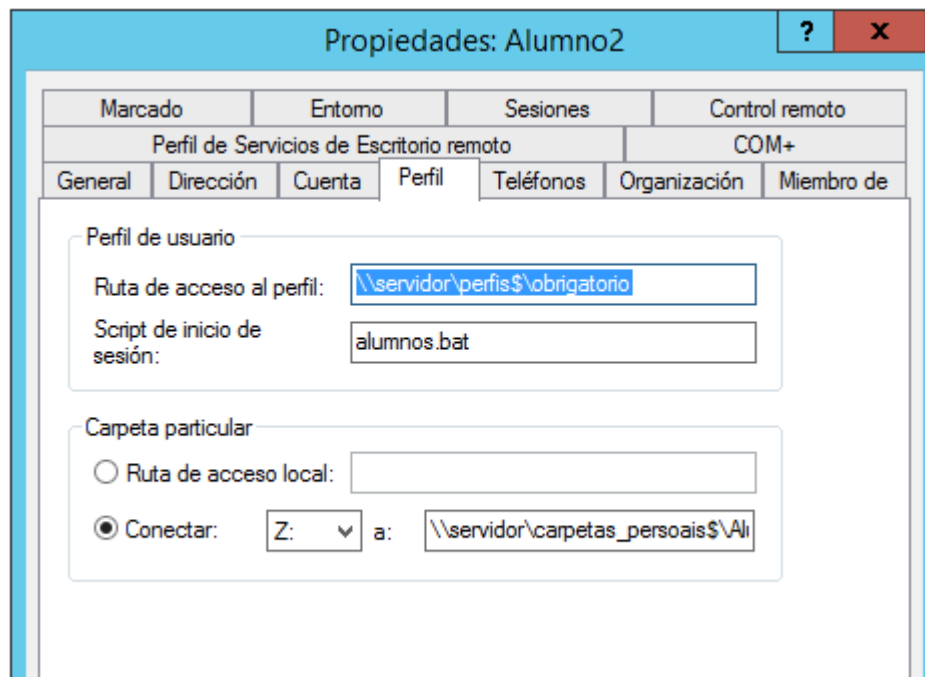 Propiedades: Alumno2
?
x
Marcado Entorno Sesiones Control remoto
Perfil de Servicios de Escritorio remoto COM+
General Dirección Cuenta Perfil Teléfonos Organización Miembro de
Perfil de usuario
Ruta de acceso al perfil: \\servidor\perfis$\obrigatorio
Script de inicio de
sesión:
alumnos.bat
Carpeta particular
Ruta de acceso local:
Conectar: Z: a: \\servidor\carpetas_persoais$\Al